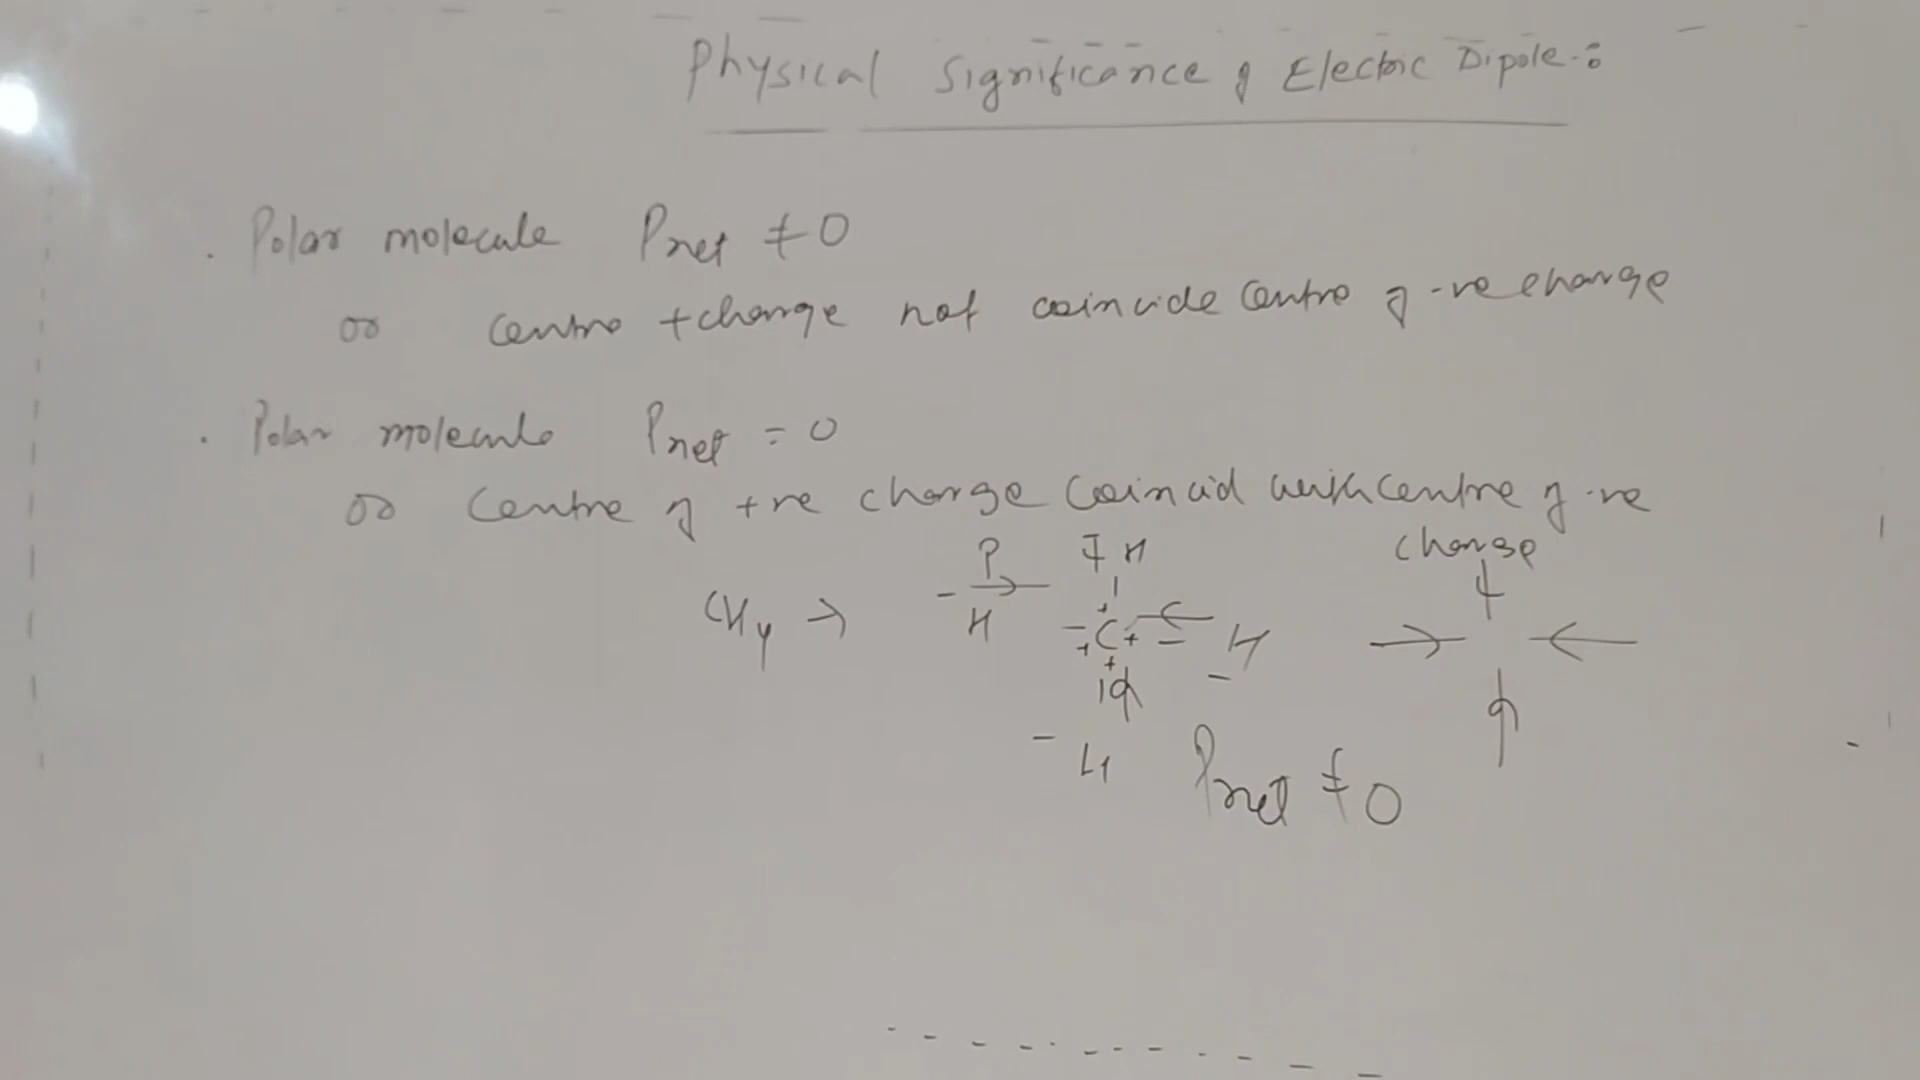 Physical Significance of Electric Dipole :
. Polar molecule Pnet ≠ 0
or centre +charge not coincide centre of -ve charge
. Polar molecule Pnet = 0
or centre of +ve charge coincid with centre of -ve
charge
P H
CH4 → - H - C + = H
+ + -
- H Pnet ≠ 0